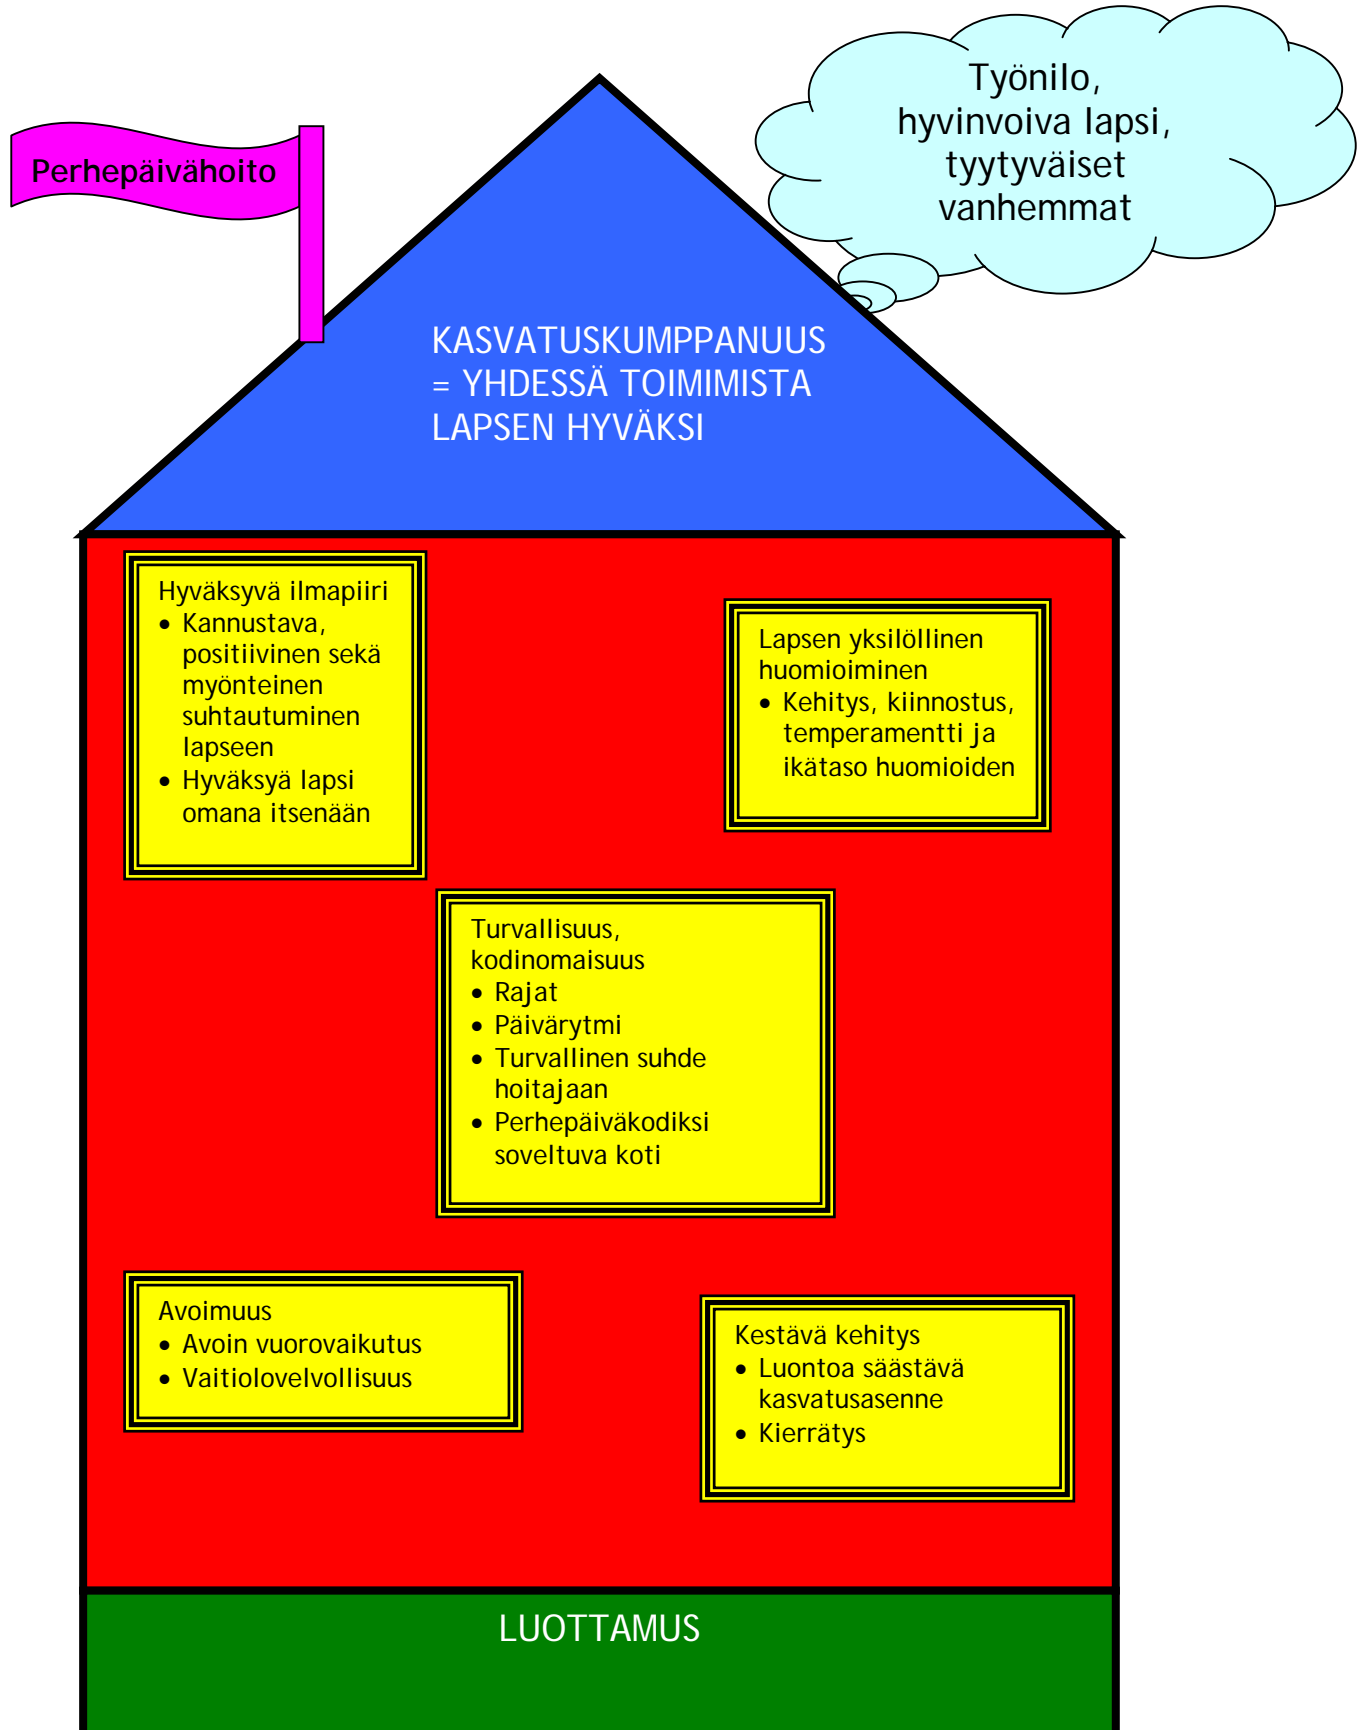 Työnilo,
hyvinvoiva lapsi,
tyytyväiset
vanhemmat
Perhepäivähoito
KASVATUSKUMPPANUUS
= YHDESSÄ TOIMIMISTA
LAPSEN HYVÄKSI
Hyväksyvä ilmapiiri
• Kannustava,
positiivinen sekä
myönteinen
suhtautuminen
lapseen
• Hyväksyä lapsi
omana itsenään
Lapsen yksilöllinen
huomioiminen
• Kehitys, kiinnostus,
temperamentti ja
ikätaso huomioiden
Turvallisuus,
kodinomaisuus
• Rajat
• Päivärytmi
• Turvallinen suhde
hoitajaan
• Perhepäiväkodiksi
soveltuva koti
Avoimuus
• Avoin vuorovaikutus
• Vaitiolovelvollisuus
Kestävä kehitys
• Luontoa säästävä
kasvatusasenne
• Kierrätys
LUOTTAMUS